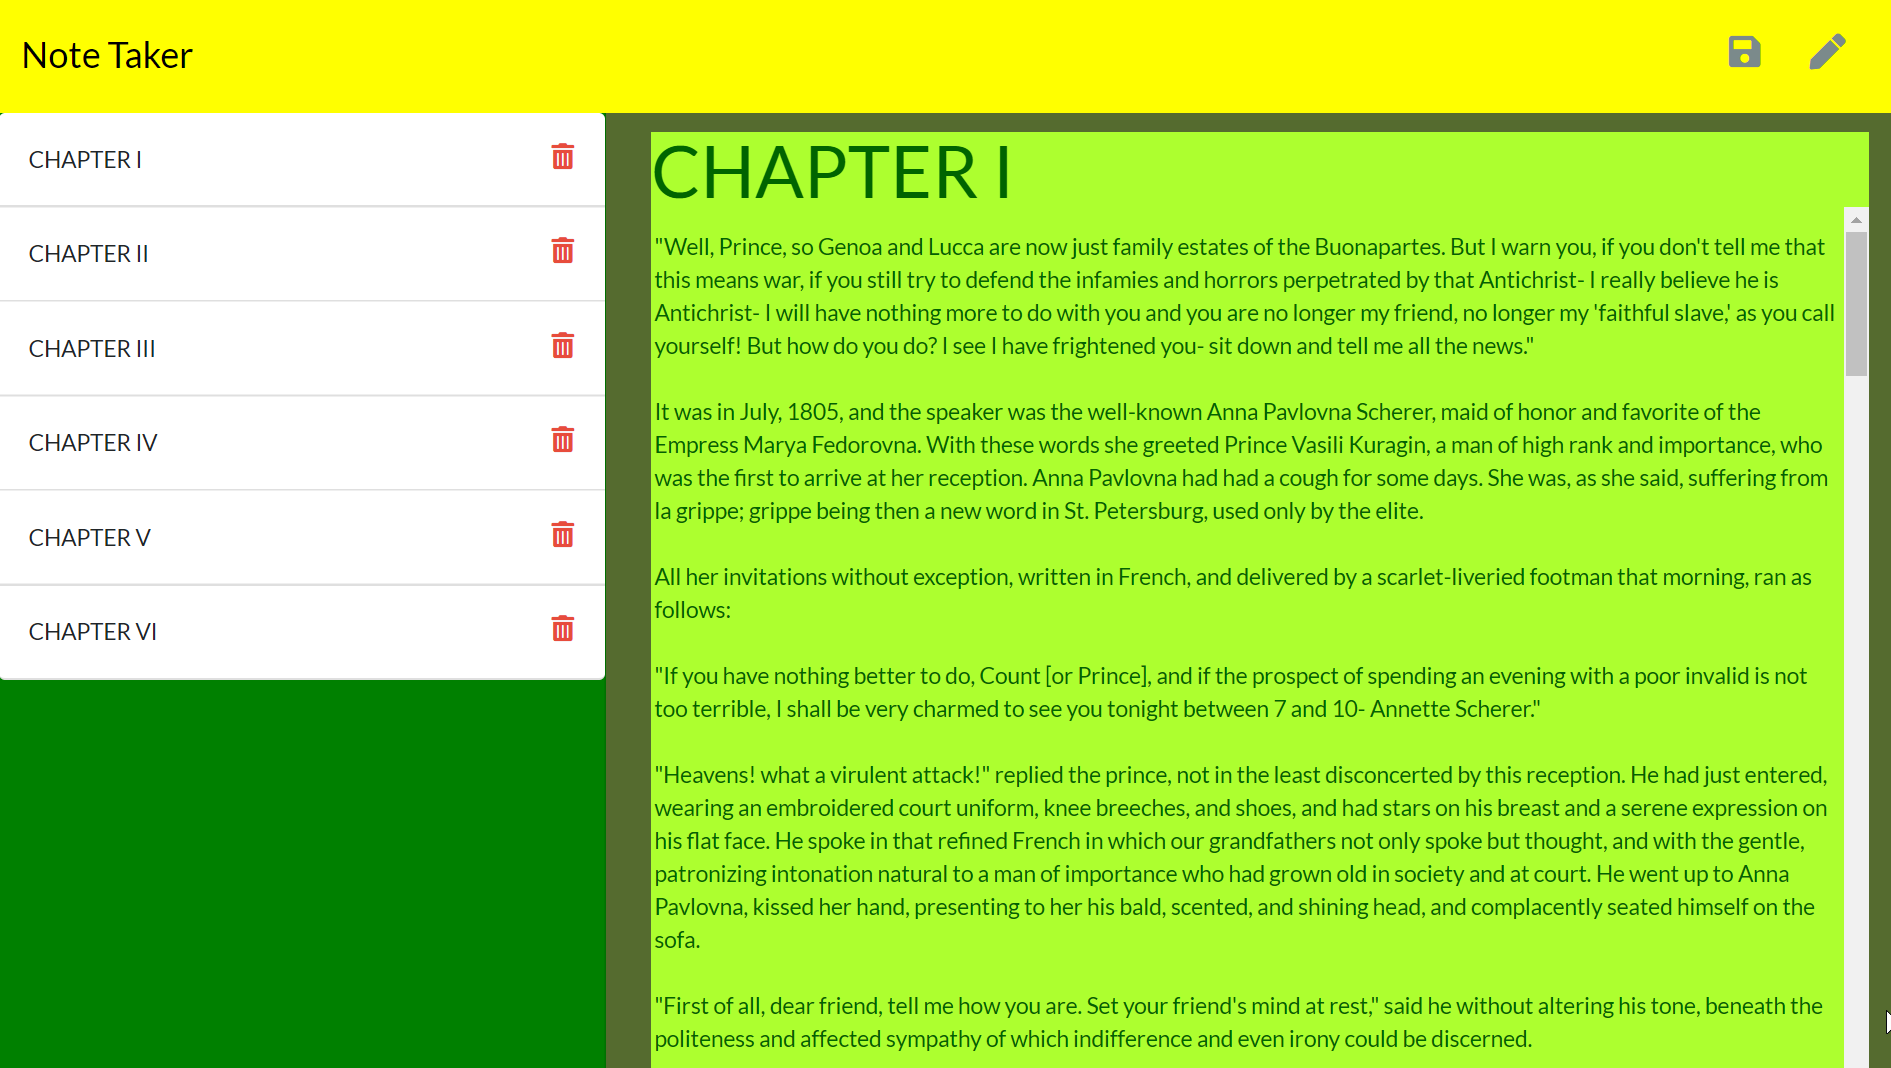 Note Taker
CHAPTER I
CHAPTER II
CHAPTER III
CHAPTER IV
CHAPTER V
CHAPTER VI
CHAPTER I
"Well, Prince, so Genoa and Lucca are now just family estates of the Buonapartes. But I warn you, if you don't tell me that
this means war, if you still try to defend the infamies and horrors perpetrated by that Antichrist- I really believe he is
Antichrist- I will have nothing more to do with you and you are no longer my friend, no longer my 'faithful slave,' as you call
yourself! But how do you do? I see I have frightened you- sit down and tell me all the news."
It was in July, 1805, and the speaker was the well-known Anna Pavlovna Scherer, maid of honor and favorite of the
Empress Marya Fedorovna. With these words she greeted Prince Vasili Kuragin, a man of high rank and importance, who
was the first to arrive at her reception. Anna Pavlovna had had a cough for some days. She was, as she said, suffering from
la grippe; grippe being then a new word in St. Petersburg, used only by the elite.
All her invitations without exception, written in French, and delivered by a scarlet-liveried footman that morning, ran as
follows:
"If you have nothing better to do, Count [or Prince], and if the prospect of spending an evening with a poor invalid is not
too terrible, I shall be very charmed to see you tonight between 7 and 10- Annette Scherer."
"Heavens! what a virulent attack!" replied the prince, not in the least disconcerted by this reception. He had just entered,
wearing an embroidered court uniform, knee breeches, and shoes, and had stars on his breast and a serene expression on
his flat face. He spoke in that refined French in which our grandfathers not only spoke but thought, and with the gentle,
patronizing intonation natural to a man of importance who had grown old in society and at court. He went up to Anna
Pavlovna, kissed her hand, presenting to her his bald, scented, and shining head, and complacently seated himself on the
sofa.
"First of all, dear friend, tell me how you are. Set your friend's mind at rest," said he without altering his tone, beneath the
politeness and affected sympathy of which indifference and even irony could be discerned.